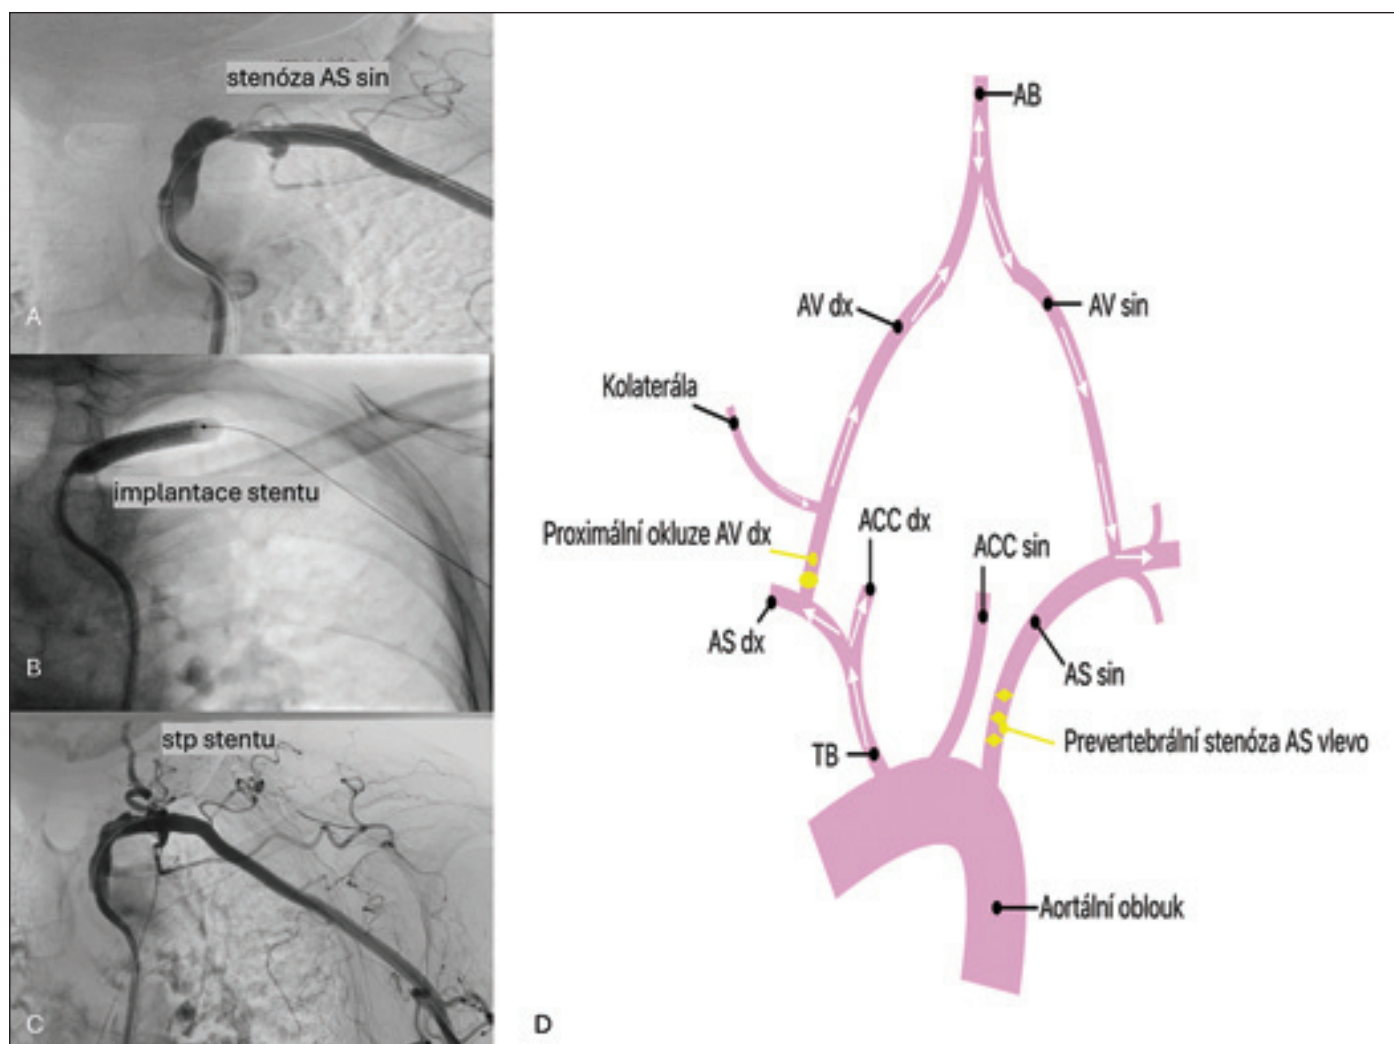 stenóza AS sin
A
implantace stentu
B
stp stentu
C
AB
AV dx
AV sin
Kolaterála
Proximální okluze AV dx
ACC dx
ACC sin
AS dx
AS sin
TB
Prevertebrální stenóza AS vlevo
Aortální oblouk
D